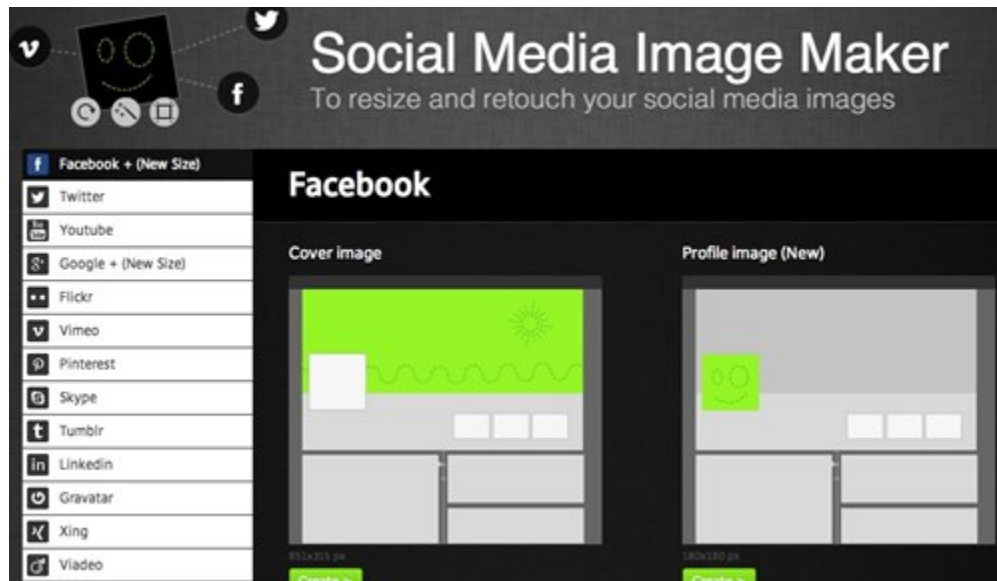 Social Media Image Maker
To resize and retouch your social media images
Facebook + (New Size)
Twitter
Youtube
Google + (New Size)
Flickr
Vimeo
Pinterest
Skype
Tumblr
Linkedin
Gravatar
Xing
Viadeo
Facebook
Cover image
Profile image (New)
851x315 px
180x180 px
Create >
Create >